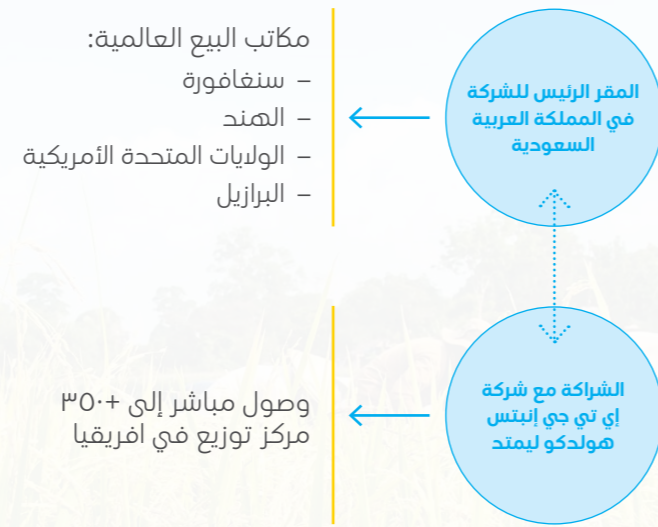 المقر الرئيس للشركة
في المملكة العربية
السعودية
مكاتب البيع العالمية:
– سنغافورة
– الهند
– الولايات المتحدة الأمريكية
– البرازيل
الشراكة مع شركة
إي تي جي إنبتس
هولدكو ليمتد
وصول مباشر إلى +٣٥٠
مركز توزيع في افريقيا